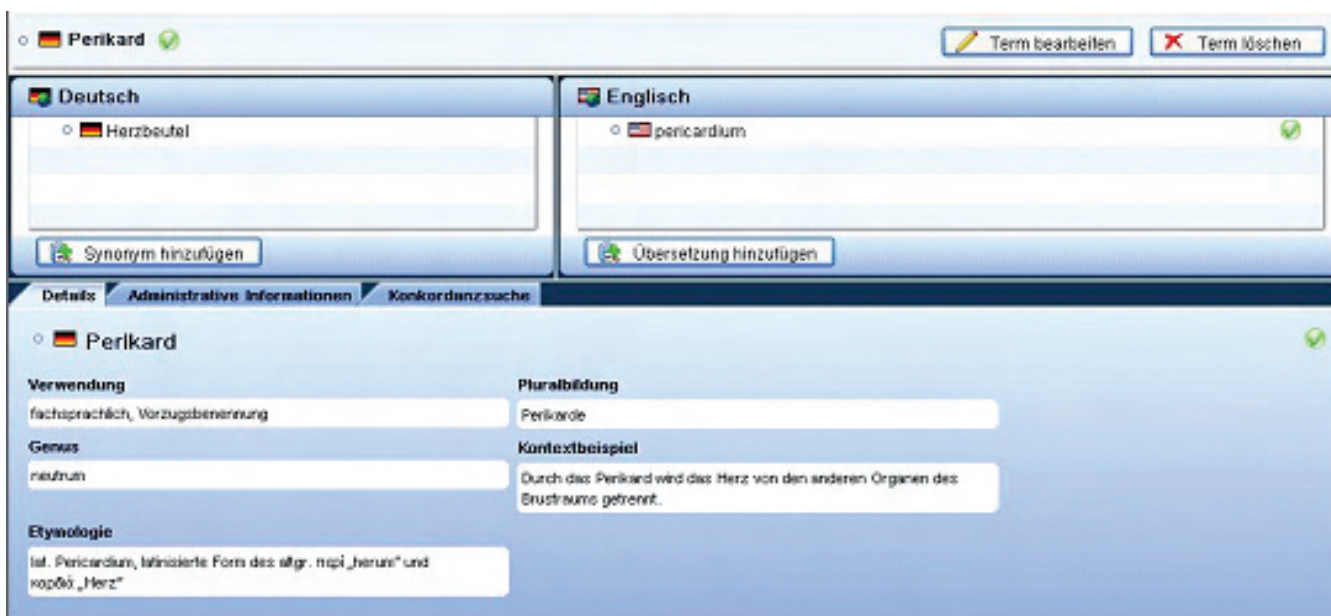 Perikard
Term bearbeiten
Term löschen
Deutsch
Englisch
Herzbeutel
pericardium
Synonym hinzufügen
Übersetzung hinzufügen
Details
Administrative Informationen
Konkordanzsuche
Perikard
Verwendung
Pluralbildung
fachsprachlich, Vorzugsbenennung
Perikarde
Genus
Kontextbeispiel
neutrum
Durch das Perikard wird das Herz von den anderen Organen des
Brustraums getrennt.
Etymologie
lat. Pericardium, latinisierte Form des altgr. περί „herum“ und
καρδιά „Herz“